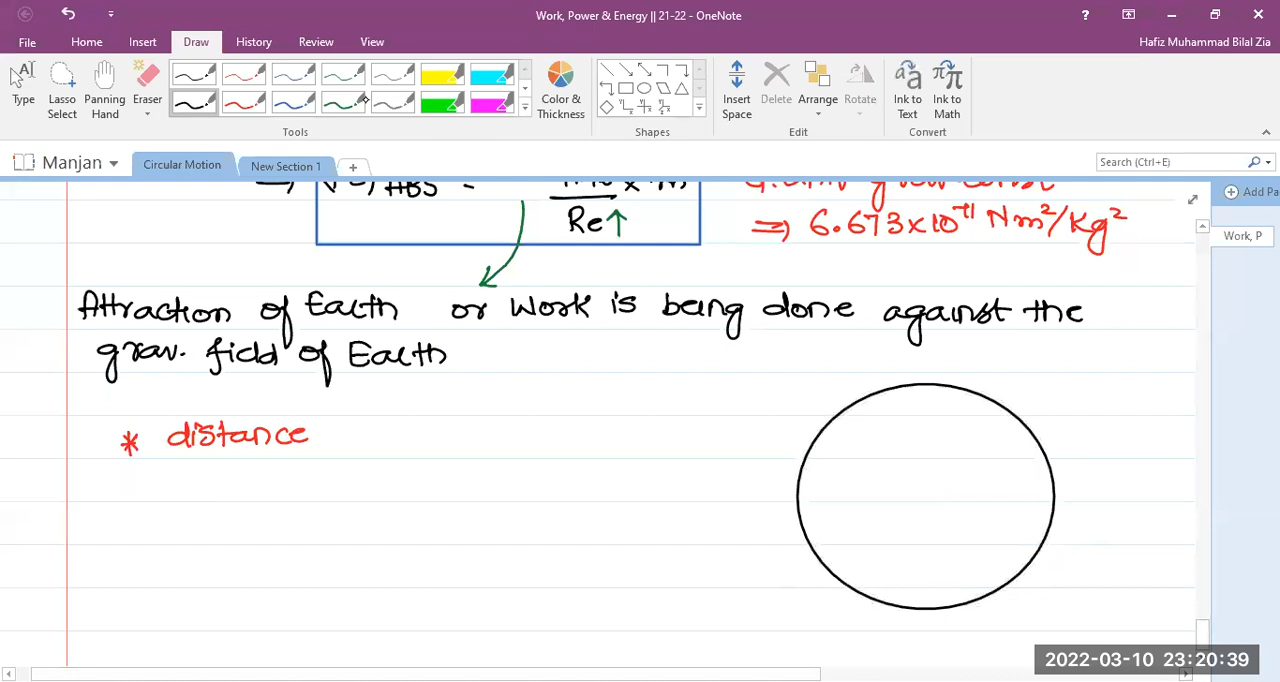 Work, Power & Energy || 21-22 - OneNote
File Home Insert Draw History Review View
Hafiz Muhammad Bilal Zia
Type Lasso Select Panning Hand Eraser Color & Thickness Insert Space Delete Arrange Rotate Ink to Text Ink to Math
Tools Shapes Edit Convert
Manjan Circular Motion New Section 1 Search (Ctrl+E)
Add Pa
Work, P
ABS =
Re↑
⇒ 6.673×10⁻¹¹ Nm²/Kg²
Attraction of Earth or Work is being done against the
grav. field of Earth
* distance
2022-03-10 23:20:39